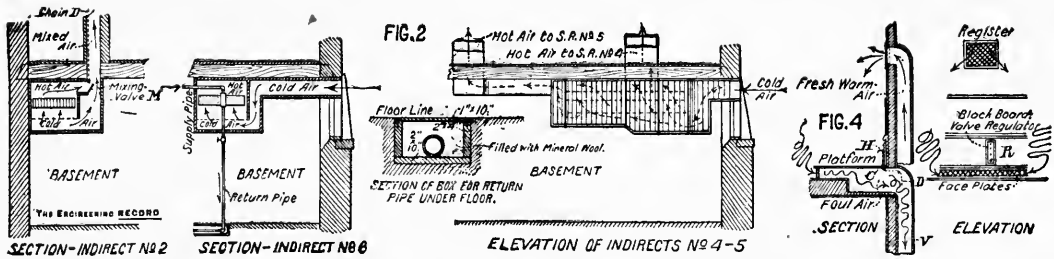 Chain D
Mixed
Air
Hot Air
Mixing-
Valve M
Cold Air
BASEMENT
THE ENGINEERING RECORD
SECTION-INDIRECT Nº 2
Supply Pipe
Hot
Air
Cold Air
Cold Air
BASEMENT
Return Pipe
SECTION-INDIRECT Nº 6
FIG.2
Hot Air to S.R. Nº 5
Hot Air to S.R. Nº 4
Cold
Air
Floor Line
Filled with Mineral Wool.
SECTION OF BOX FOR RETURN
PIPE UNDER FLOOR.
BASEMENT
ELEVATION OF INDIRECTS Nº 4-5
Fresh Warm
Air
FIG.4
H
Platform
C
D
Foul Air
SECTION
V
Register
Black Board
Valve Regulator
R
Face Plates
ELEVATION